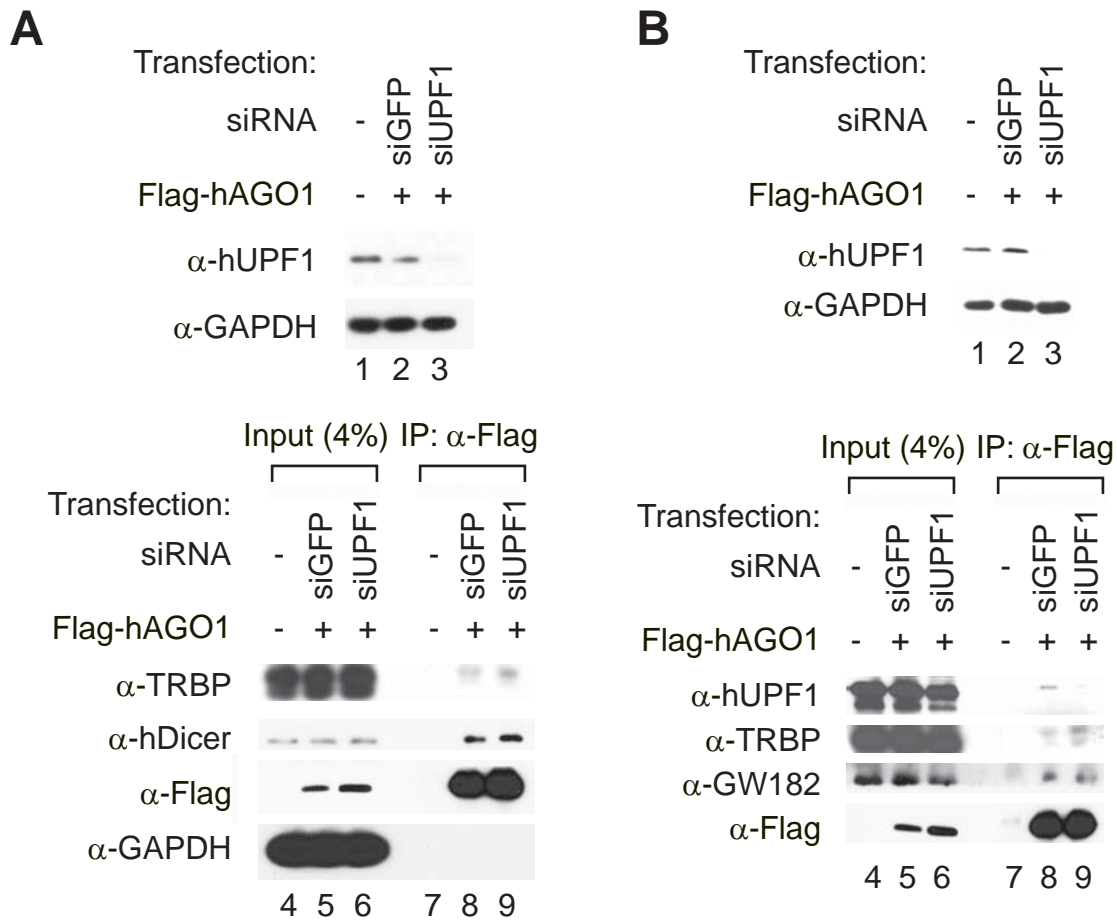 A
Transfection:
siRNA - siGFP siUPF1
Flag-hAGO1 - + +
α-hUPF1
α-GAPDH
1 2 3
Input (4%) IP: α-Flag
Transfection:
siRNA - siGFP siUPF1 - siGFP siUPF1
Flag-hAGO1 - + + - + +
α-TRBP
α-hDicer
α-Flag
α-GAPDH
4 5 6 7 8 9
B
Transfection:
siRNA - siGFP siUPF1
Flag-hAGO1 - + +
α-hUPF1
α-GAPDH
1 2 3
Input (4%) IP: α-Flag
Transfection:
siRNA - siGFP siUPF1 - siGFP siUPF1
Flag-hAGO1 - + + - + +
α-hUPF1
α-TRBP
α-GW182
α-Flag
4 5 6 7 8 9